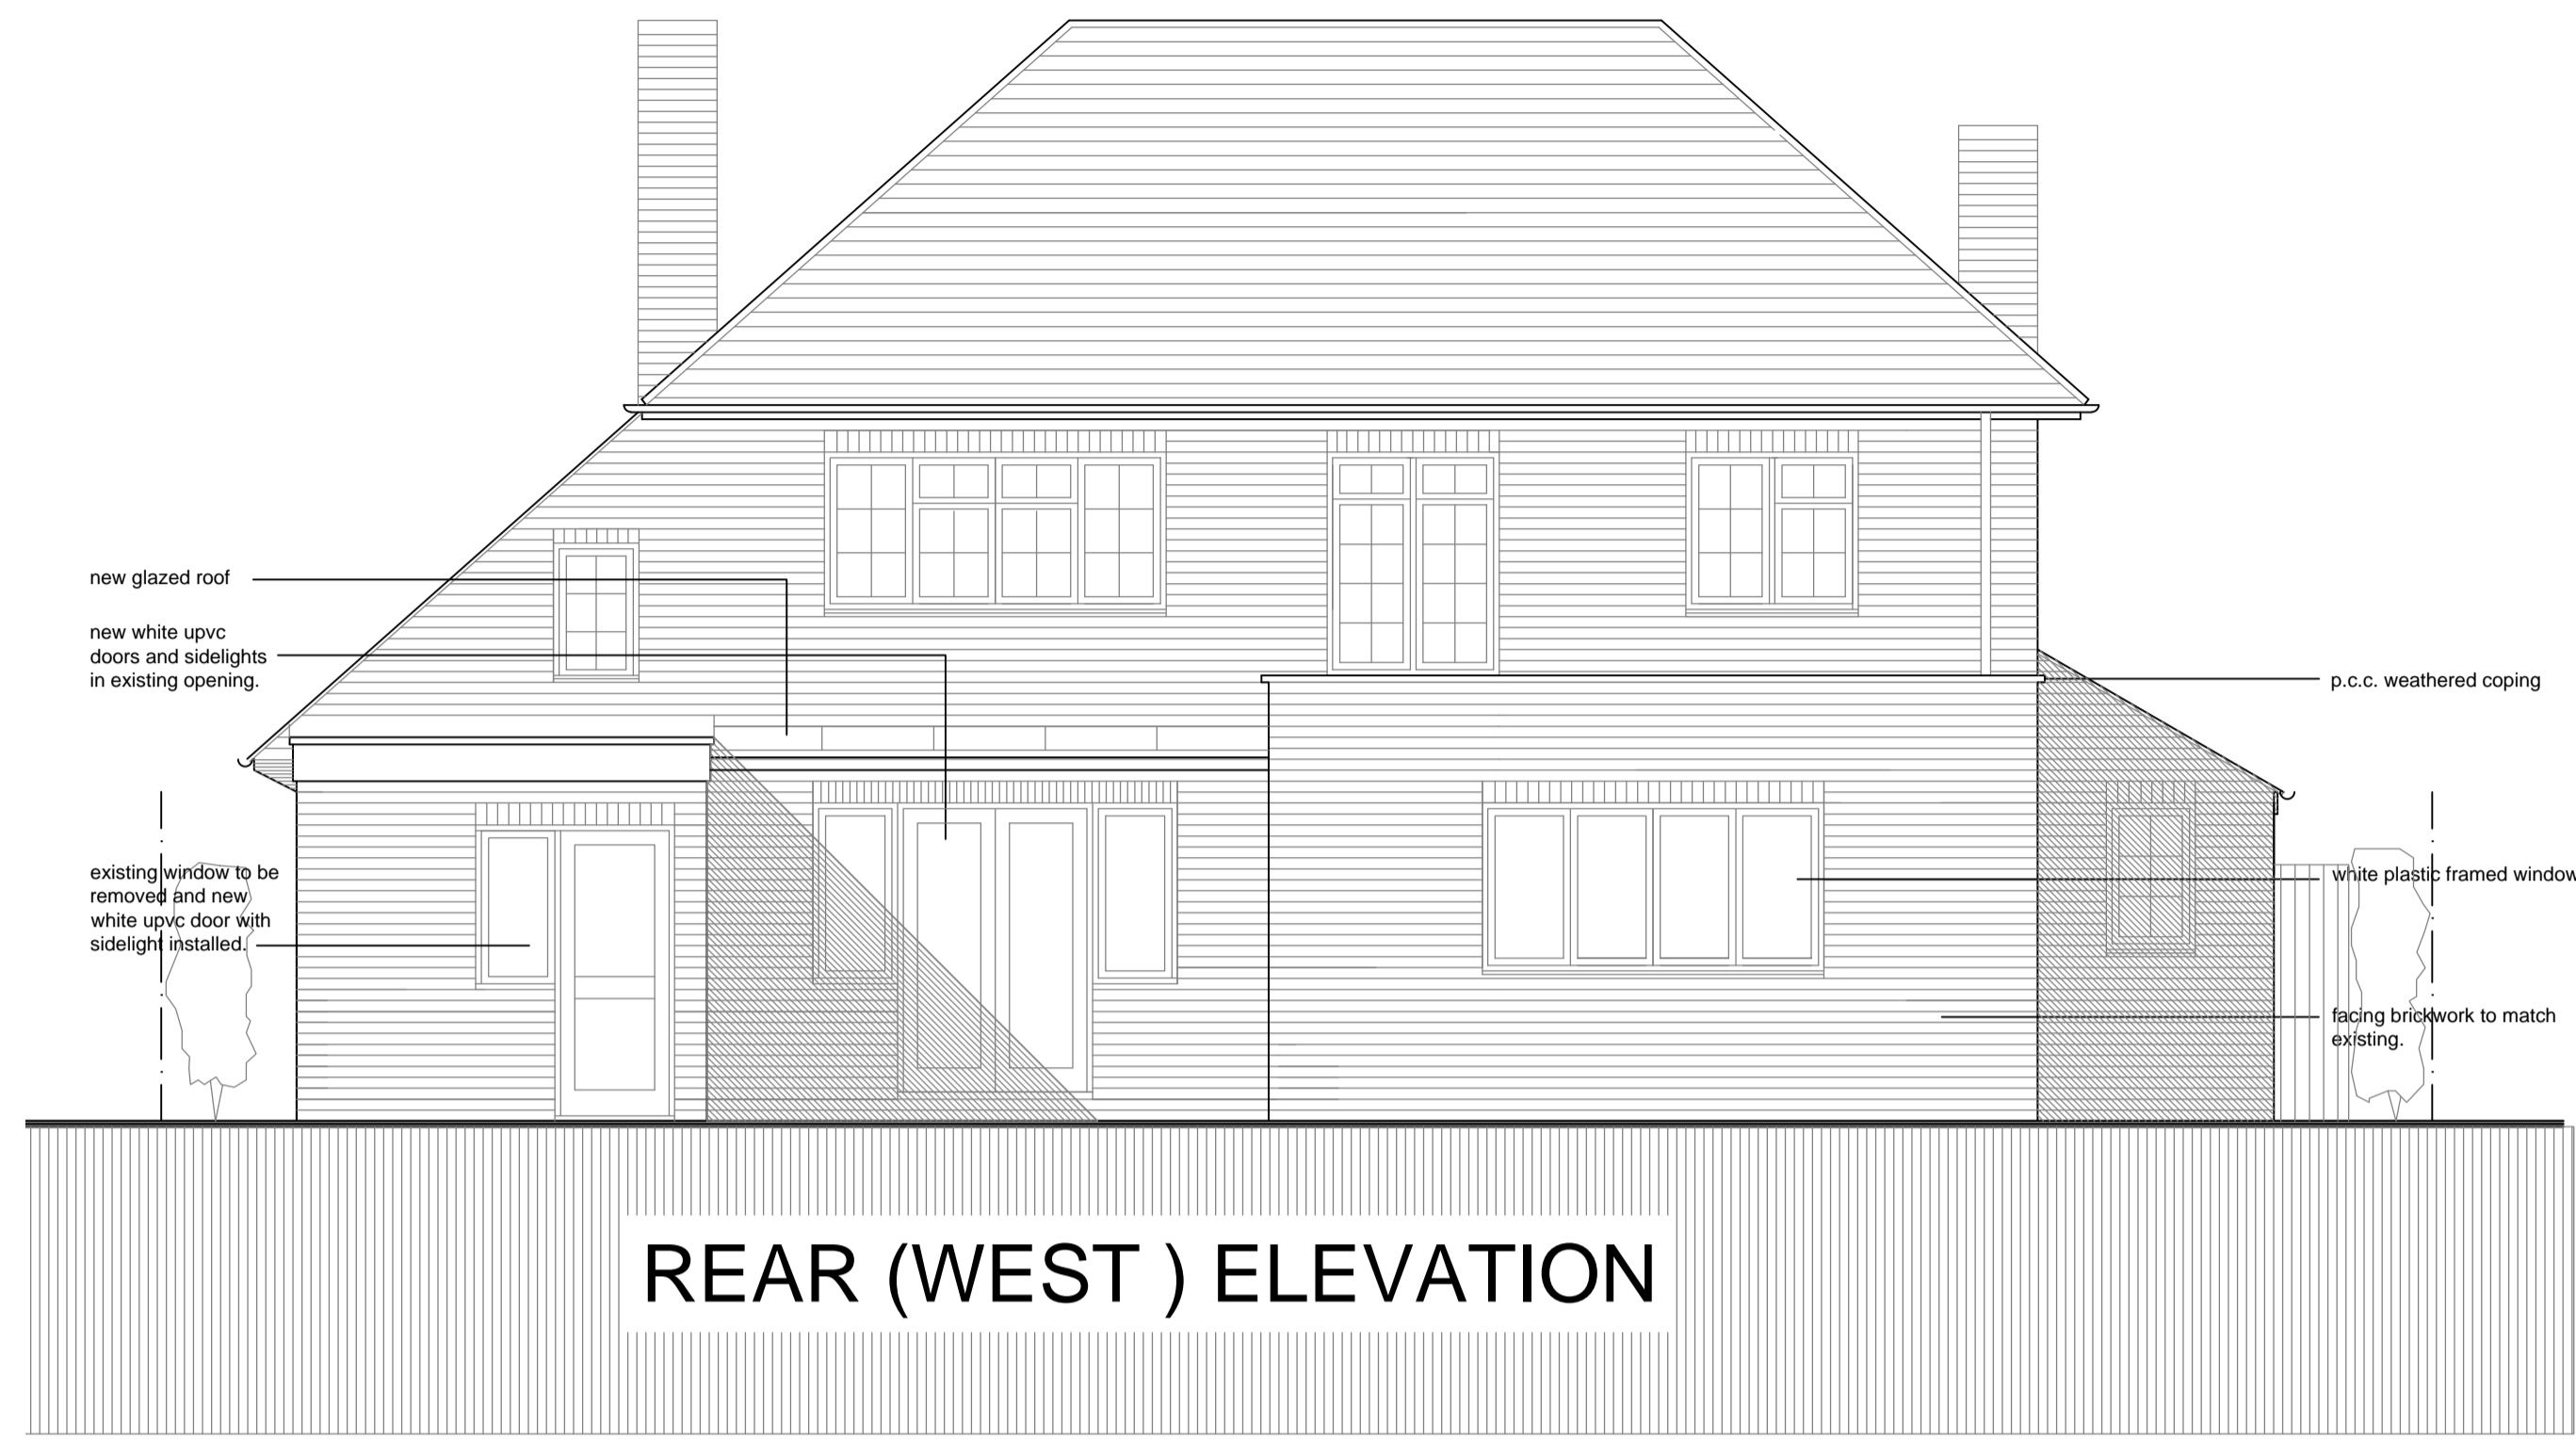 new glazed roof
new white upvc
doors and sidelights
in existing opening.
p.c.c. weathered coping
existing window to be
removed and new
white upvc door with
sidelight installed.
white plastic framed window
facing brickwork to match
existing.
REAR (WEST ) ELEVATION